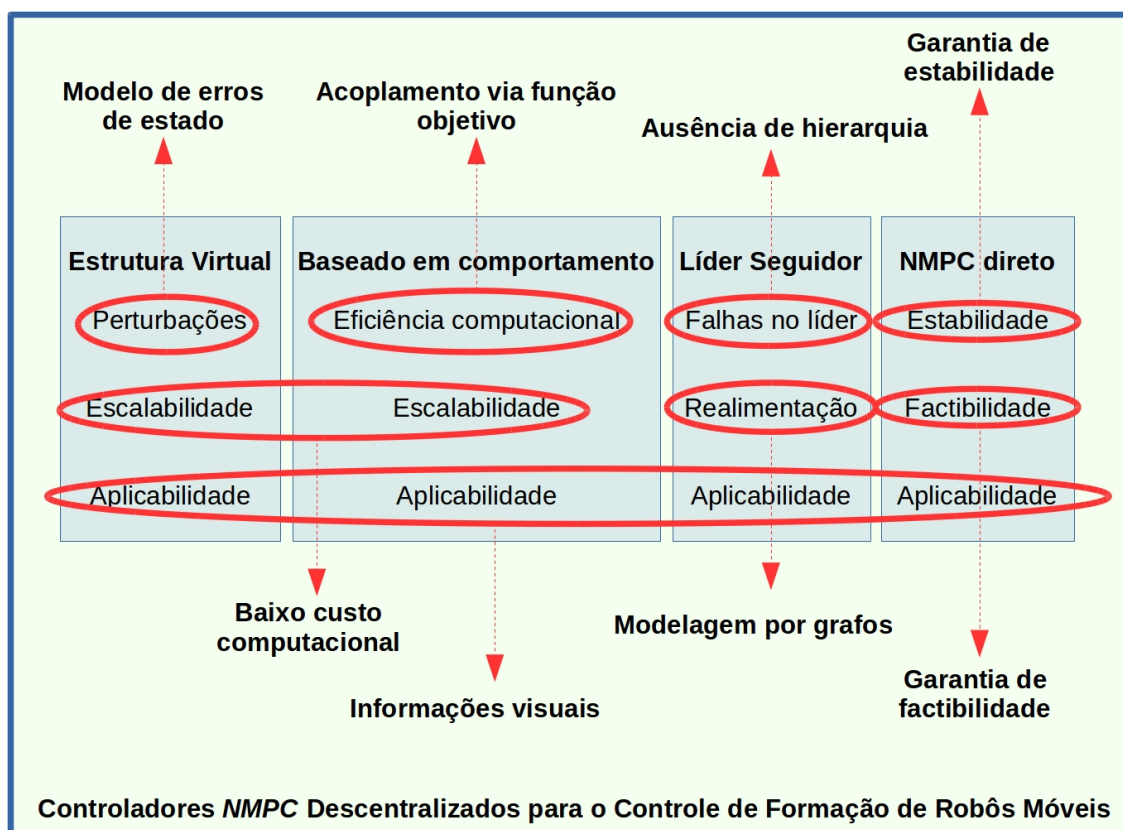 Garantia de
estabilidade
Modelo de erros
de estado
Acoplamento via função
objetivo
Ausência de hierarquia
Estrutura Virtual
Baseado em comportamento
Líder Seguidor
NMPC direto
Perturbações
Eficiência computacional
Falhas no líder
Estabilidade
Escalabilidade
Escalabilidade
Realimentação
Factibilidade
Aplicabilidade
Aplicabilidade
Aplicabilidade
Aplicabilidade
Baixo custo
computacional
Modelagem por grafos
Informações visuais
Garantia de
factibilidade
Controladores NMPC Descentralizados para o Controle de Formação de Robôs Móveis